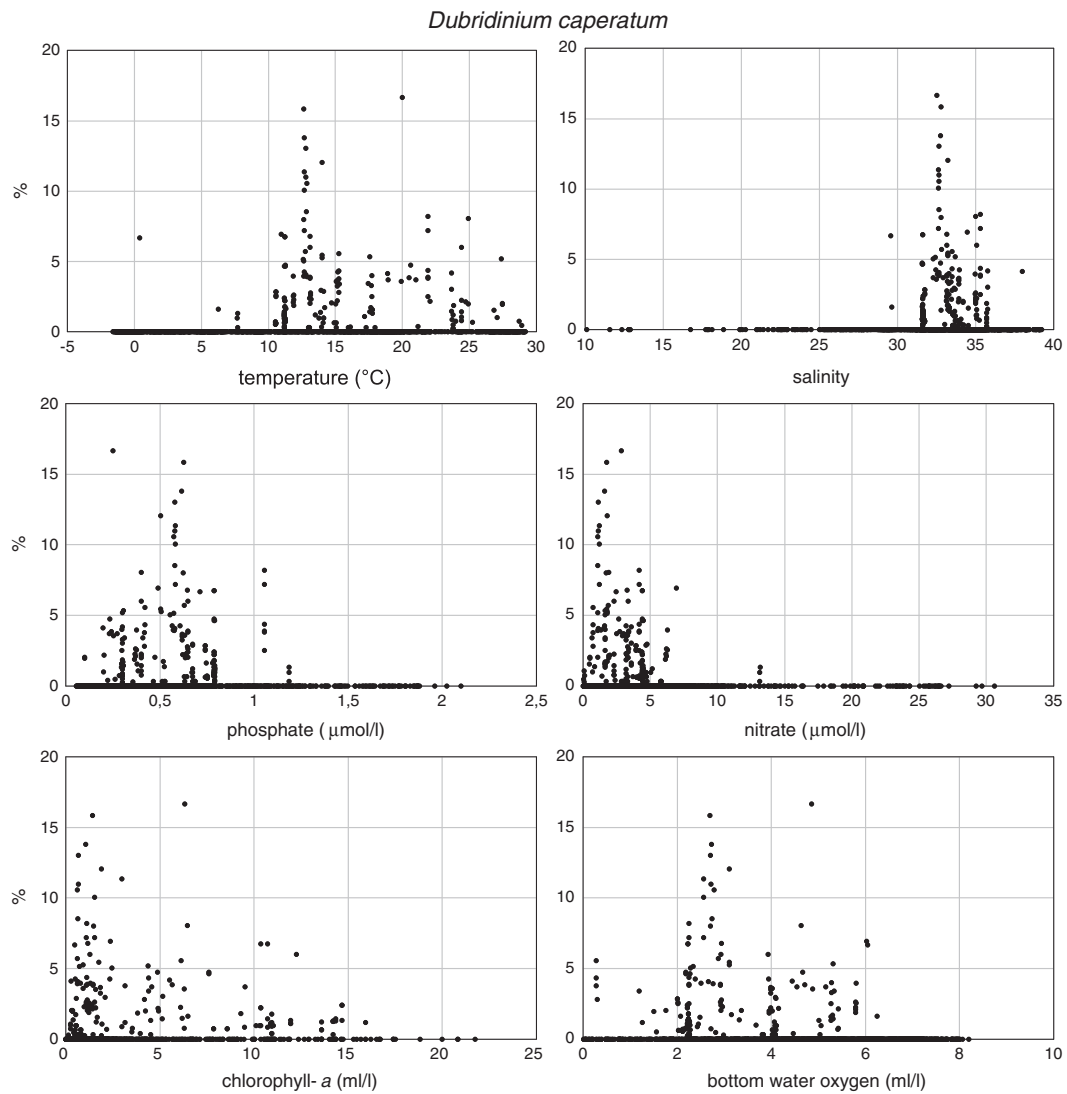 Dubridinium caperatum
20
15
10
5
0
%
-5 0 5 10 15 20 25 30
temperature (°C)
20
15
10
5
0
10 15 20 25 30 35 40
salinity
20
15
10
5
0
%
0 0,5 1 1,5 2 2,5
phosphate (μmol/l)
20
15
10
5
0
0 5 10 15 20 25 30 35
nitrate (μmol/l)
20
15
10
5
0
%
0 5 10 15 20 25
chlorophyll- a (ml/l)
20
15
10
5
0
0 2 4 6 8 10
bottom water oxygen (ml/l)